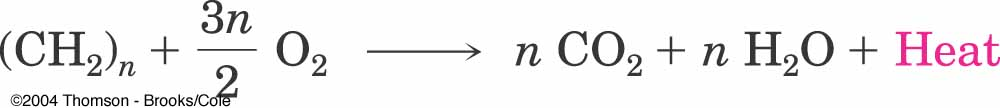 (CH₂)ₙ + 3n/2 O₂ ⟶ n CO₂ + n H₂O + Heat
©2004 Thomson - Brooks/Cole